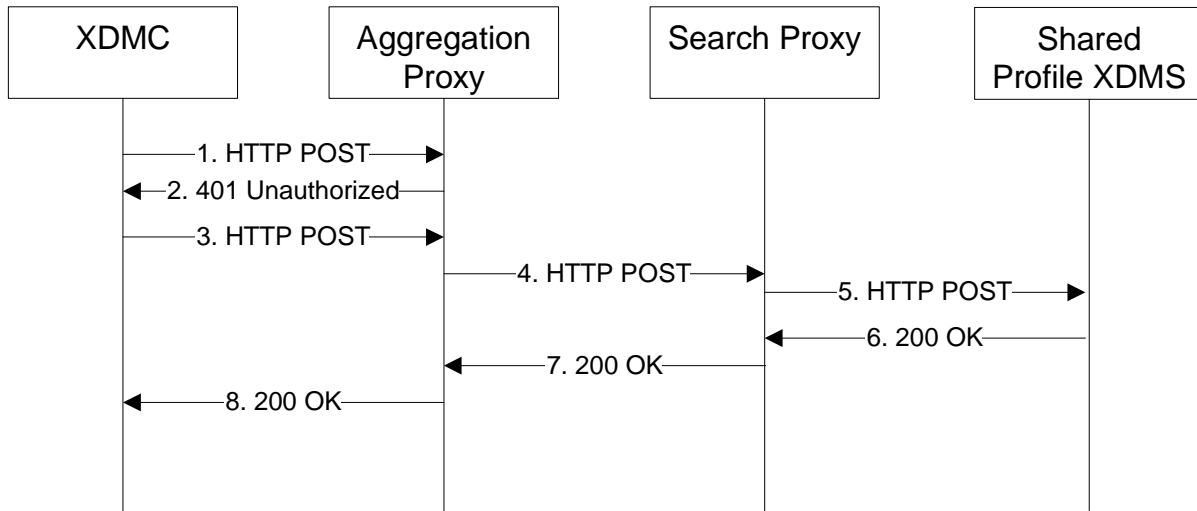 XDMC
Aggregation
Proxy
Search Proxy
Shared
Profile XDMS
1. HTTP POST
2. 401 Unauthorized
3. HTTP POST
4. HTTP POST
5. HTTP POST
6. 200 OK
7. 200 OK
8. 200 OK